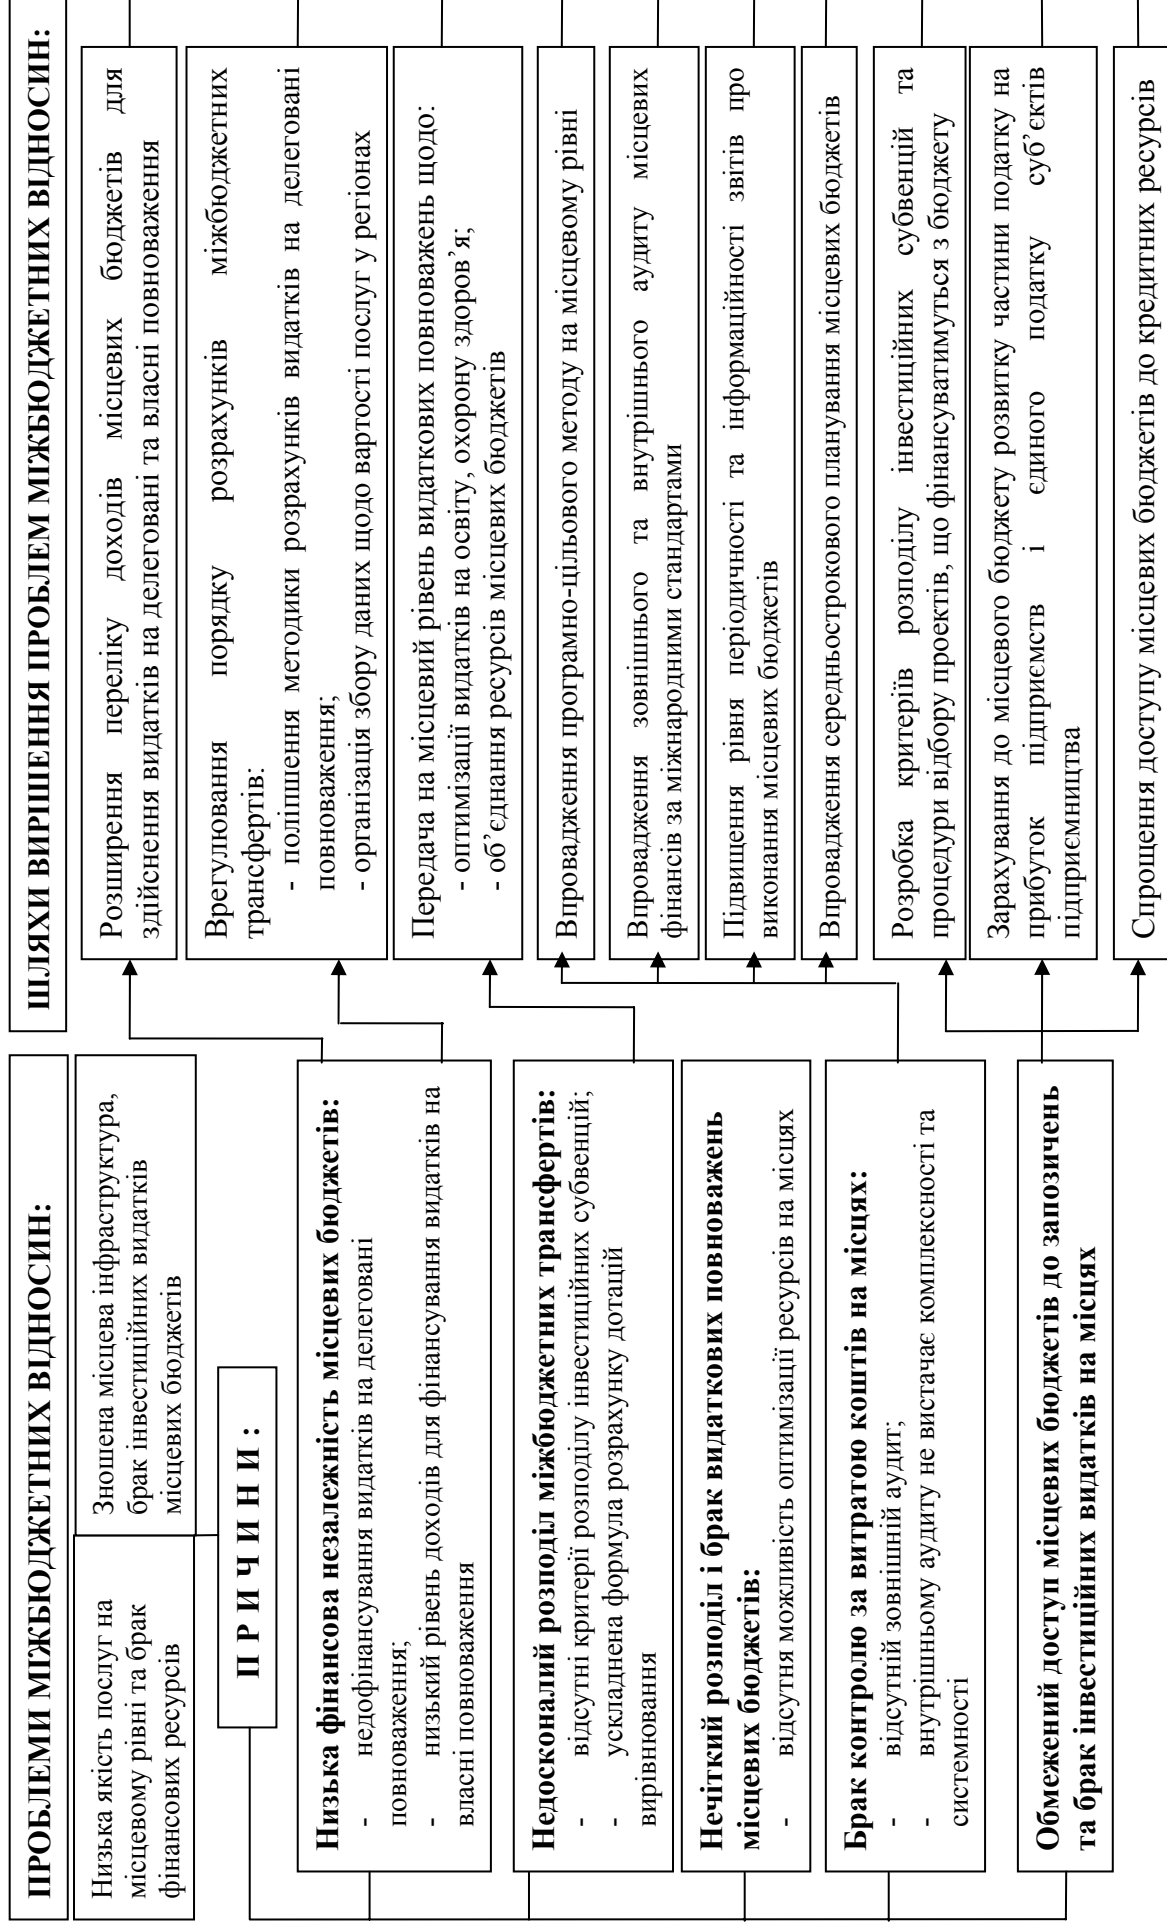 ПРОБЛЕМИ МІЖБЮДЖЕТНИХ ВІДНОСИН:
Низька якість послуг на
місцевому рівні та брак
фінансових ресурсів
Зношена місцева інфраструктура,
брак інвестиційних видатків
місцевих бюджетів
П Р И Ч И Н И :
Низька фінансова незалежність місцевих бюджетів:
- недофінансування видатків на делеговані
повноваження;
- низький рівень доходів для фінансування видатків на
власні повноваження
Недосконалий розподіл міжбюджетних трансфертів:
- відсутні критерії розподілу інвестиційних субвенцій;
- ускладнена формула розрахунку дотацій
вирівнювання
Нечіткий розподіл і брак видаткових повноважень
місцевих бюджетів:
- відсутня можливість оптимізації ресурсів на місцях
Брак контролю за витратою коштів на місцях:
- відсутній зовнішній аудит;
- внутрішньому аудиту не вистачає комплексності та
системності
Обмежений доступ місцевих бюджетів до запозичень
та брак інвестиційних видатків на місцях
ШЛЯХИ ВИРІШЕННЯ ПРОБЛЕМ МІЖБЮДЖЕТНИХ ВІДНОСИН:
Розширення переліку доходів місцевих бюджетів для
здійснення видатків на делеговані та власні повноваження
Врегулювання порядку розрахунків міжбюджетних
трансфертів:
- поліпшення методики розрахунків видатків на делеговані
повноваження;
- організація збору даних щодо вартості послуг у регіонах
Передача на місцевий рівень видаткових повноважень щодо:
- оптимізації видатків на освіту, охорону здоров’я;
- об’єднання ресурсів місцевих бюджетів
Впровадження програмно-цільового методу на місцевому рівні
Впровадження зовнішнього та внутрішнього аудиту місцевих
фінансів за міжнародними стандартами
Підвищення рівня періодичності та інформаційності звітів про
виконання місцевих бюджетів
Впровадження середньострокового планування місцевих бюджетів
Розробка критеріїв розподілу інвестиційних субвенцій та
процедури відбору проектів, що фінансуватимуться з бюджету
Зарахування до місцевого бюджету розвитку частини податку на
прибуток підприємств і єдиного податку суб’єктів
підприємництва
Спрощення доступу місцевих бюджетів до кредитних ресурсів